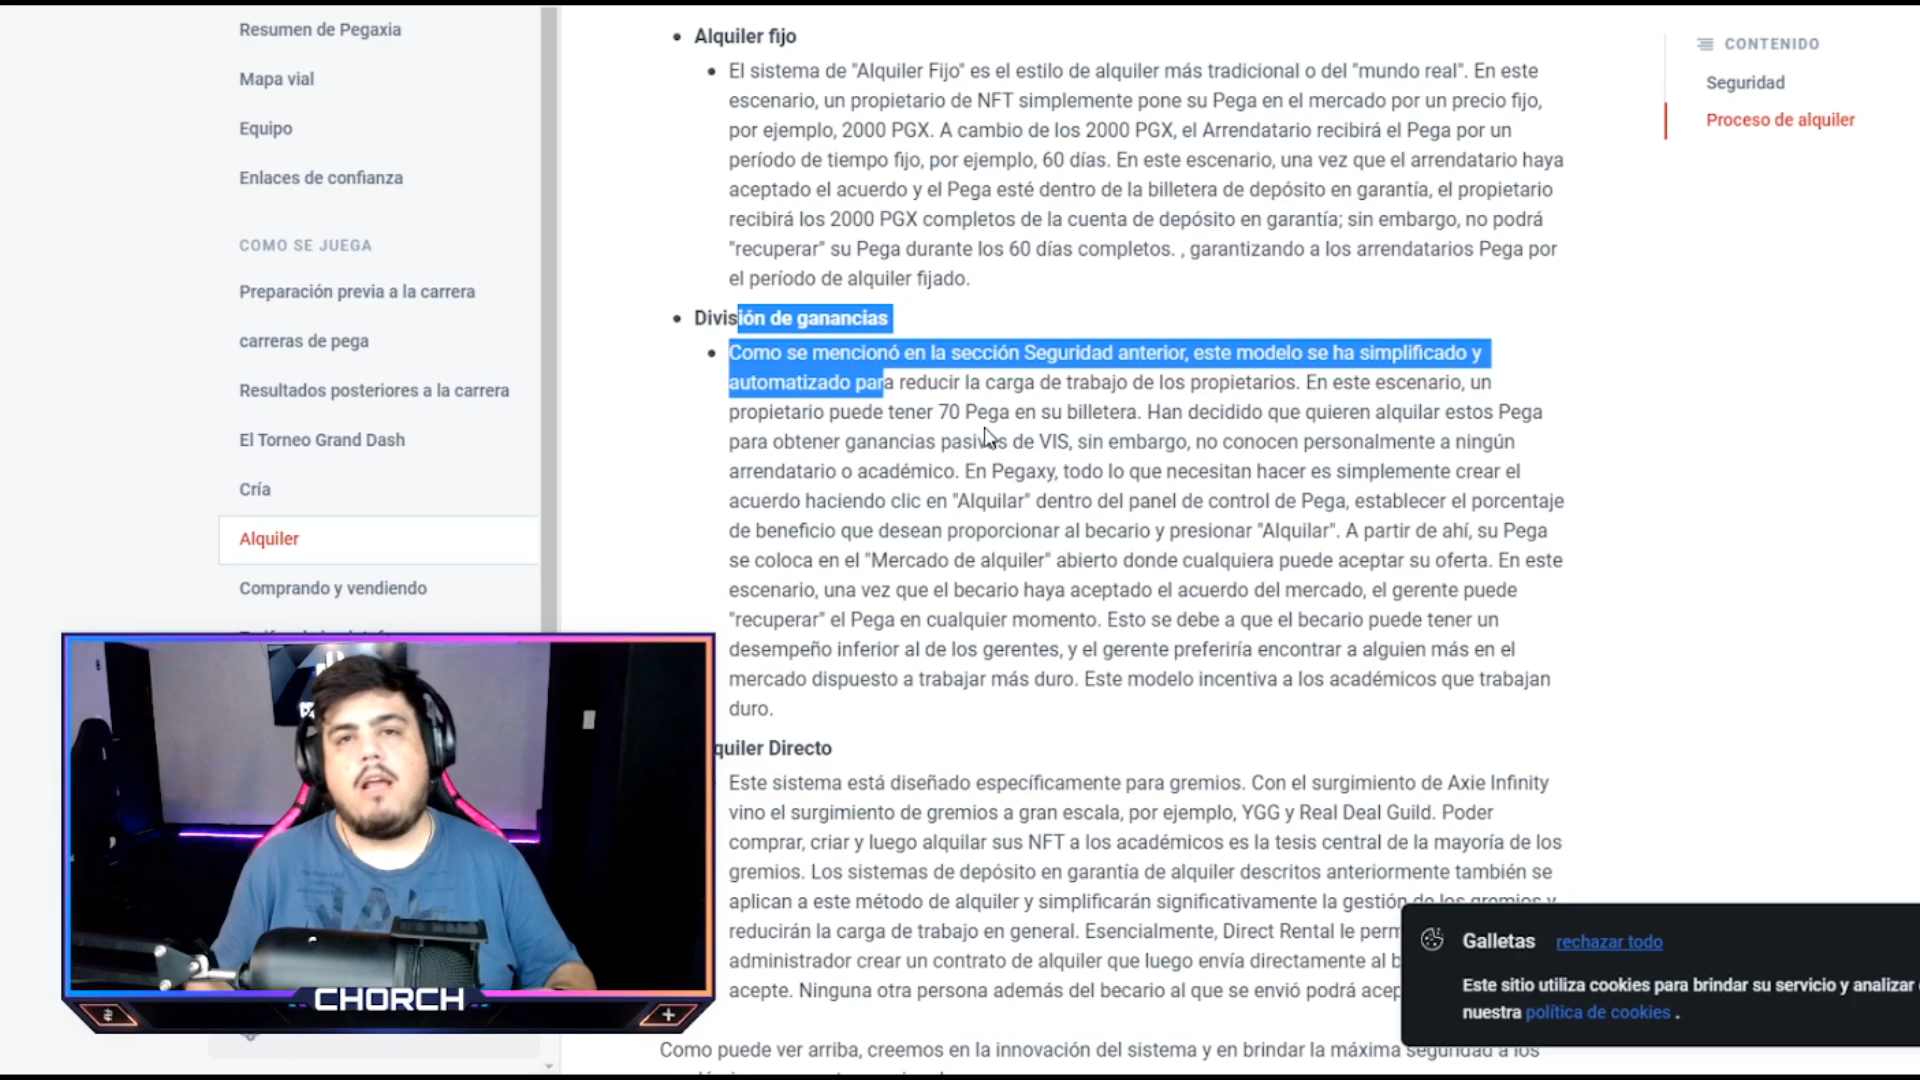 Resumen de Pegaxia
Mapa vial
Equipo
Enlaces de confianza
COMO SE JUEGA
Preparación previa a la carrera
carreras de pega
Resultados posteriores a la carrera
El Torneo Grand Dash
Cría
Alquiler
Comprando y vendiendo
Alquiler fijo
El sistema de "Alquiler Fijo" es el estilo de alquiler más tradicional o del "mundo real". En este
escenario, un propietario de NFT simplemente pone su Pega en el mercado por un precio fijo,
por ejemplo, 2000 PGX. A cambio de los 2000 PGX, el Arrendatario recibirá el Pega por un
período de tiempo fijo, por ejemplo, 60 días. En este escenario, una vez que el arrendatario haya
aceptado el acuerdo y el Pega esté dentro de la billetera de depósito en garantía, el propietario
recibirá los 2000 PGX completos de la cuenta de depósito en garantía; sin embargo, no podrá
"recuperar" su Pega durante los 60 días completos. , garantizando a los arrendatarios Pega por
el período de alquiler fijado.
División de ganancias
Como se mencionó en la sección Seguridad anterior, este modelo se ha simplificado y
automatizado para reducir la carga de trabajo de los propietarios. En este escenario, un
propietario puede tener 70 Pega en su billetera. Han decidido que quieren alquilar estos Pega
para obtener ganancias pasivas de VIS, sin embargo, no conocen personalmente a ningún
arrendatario o académico. En Pegaxy, todo lo que necesitan hacer es simplemente crear el
acuerdo haciendo clic en "Alquilar" dentro del panel de control de Pega, establecer el porcentaje
de beneficio que desean proporcionar al becario y presionar "Alquilar". A partir de ahí, su Pega
se coloca en el "Mercado de alquiler" abierto donde cualquiera puede aceptar su oferta. En este
escenario, una vez que el becario haya aceptado el acuerdo del mercado, el gerente puede
"recuperar" el Pega en cualquier momento. Esto se debe a que el becario puede tener un
desempeño inferior al de los gerentes, y el gerente preferiría encontrar a alguien más en el
mercado dispuesto a trabajar más duro. Este modelo incentiva a los académicos que trabajan
duro.
quiler Directo
Este sistema está diseñado específicamente para gremios. Con el surgimiento de Axie Infinity
vino el surgimiento de gremios a gran escala, por ejemplo, YGG y Real Deal Guild. Poder
comprar, criar y luego alquilar sus NFT a los académicos es la tesis central de la mayoría de los
gremios. Los sistemas de depósito en garantía de alquiler descritos anteriormente también se
aplican a este método de alquiler y simplificarán significativamente la gestión de los gremios y
reducirán la carga de trabajo en general. Esencialmente, Direct Rental le perm
administrador crear un contrato de alquiler que luego envía directamente al b
acepte. Ninguna otra persona además del becario al que se envió podrá acep
Como puede ver arriba, creemos en la innovación del sistema y en brindar la máxima seguridad a los
CONTENIDO
Seguridad
Proceso de alquiler
Galletas rechazar todo
Este sitio utiliza cookies para brindar su servicio y analizar
nuestra política de cookies .
CHORCH